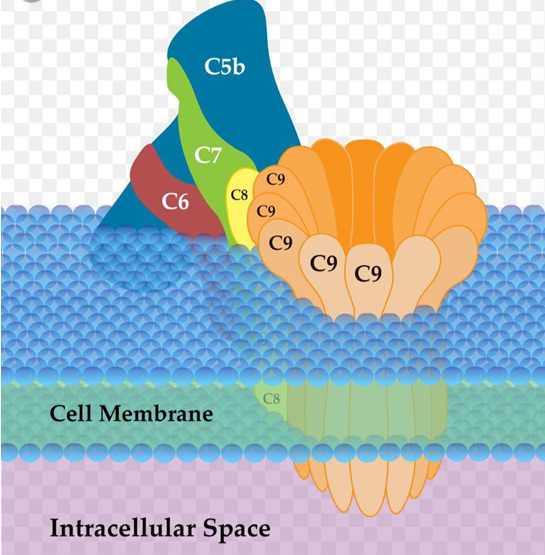 C5b
C7
C6
C8
C9
C9
C9
C9
C9
C8
Cell Membrane
Intracellular Space